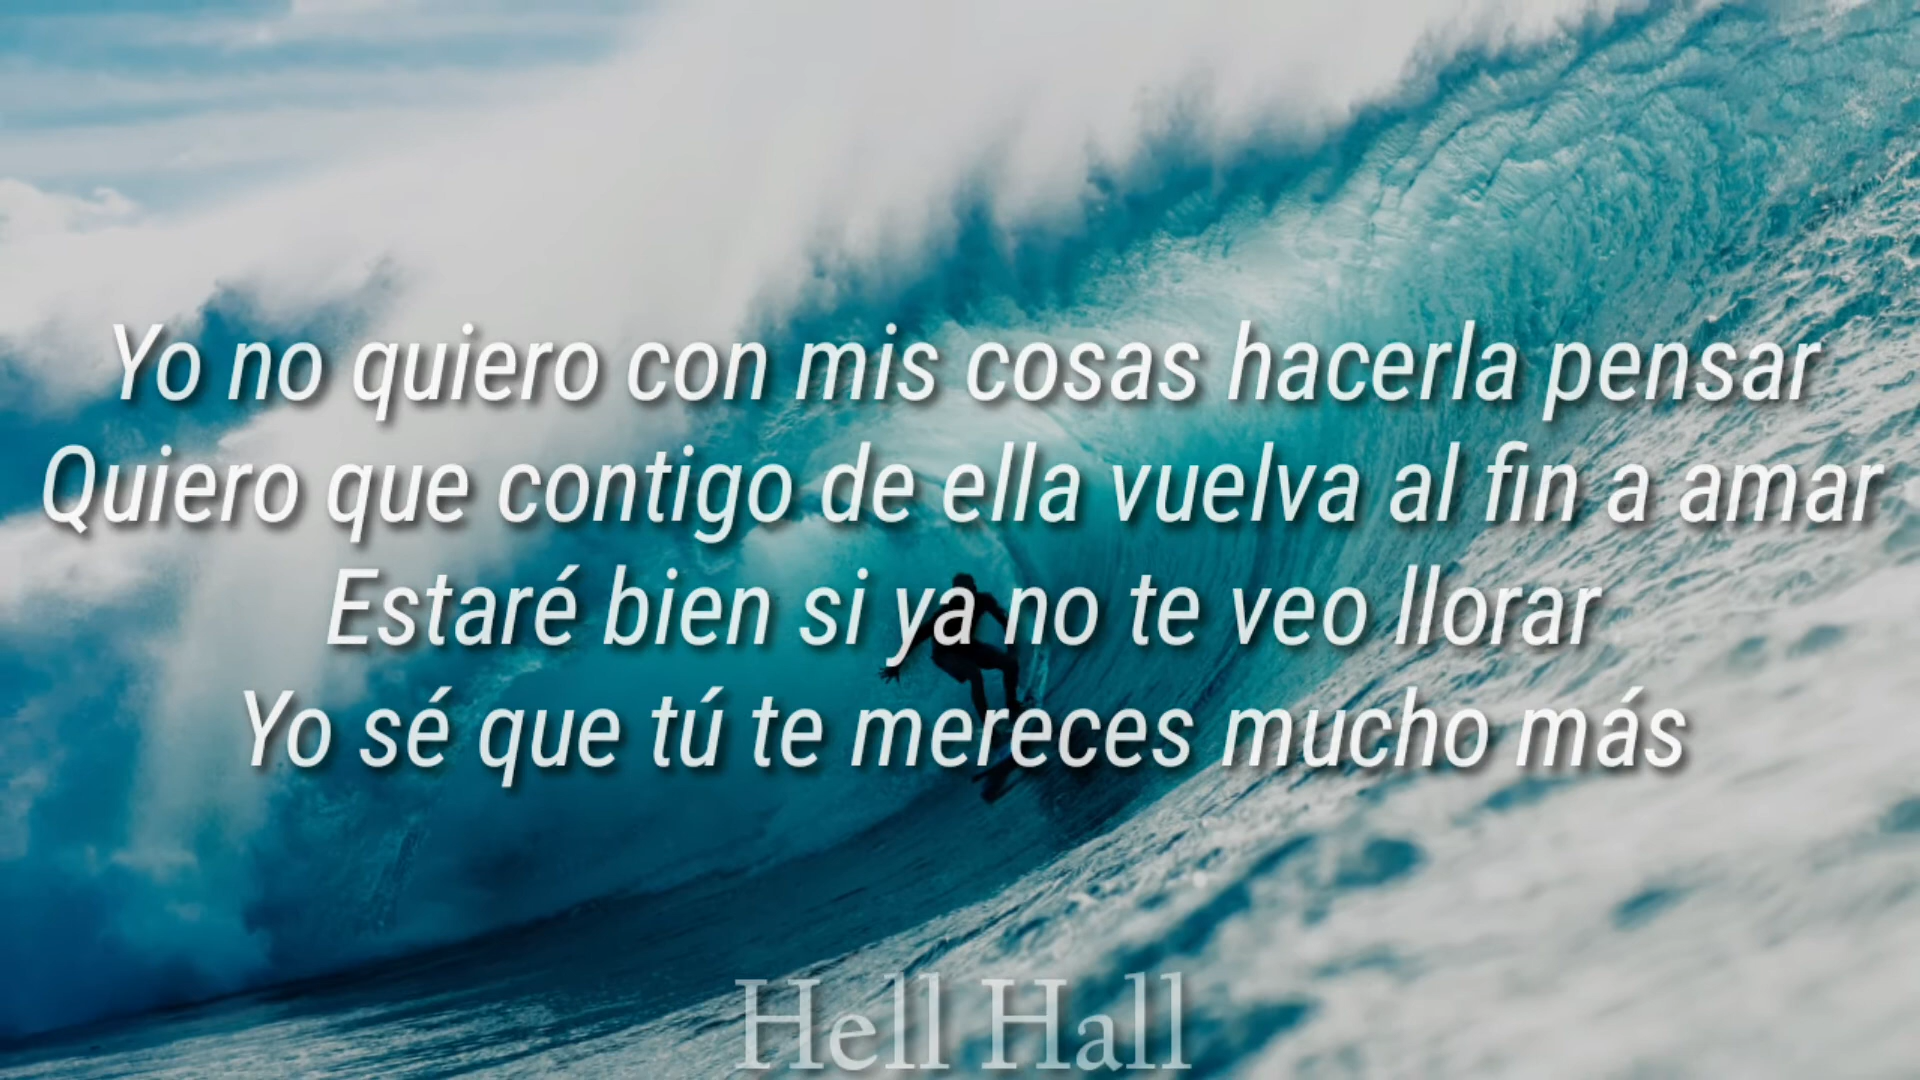 Yo no quiero con mis cosas hacerla pensar
Quiero que contigo de ella vuelva al fin a amar
Estaré bien si ya no te veo llorar
Yo sé que tú te mereces mucho más
Hell Hall